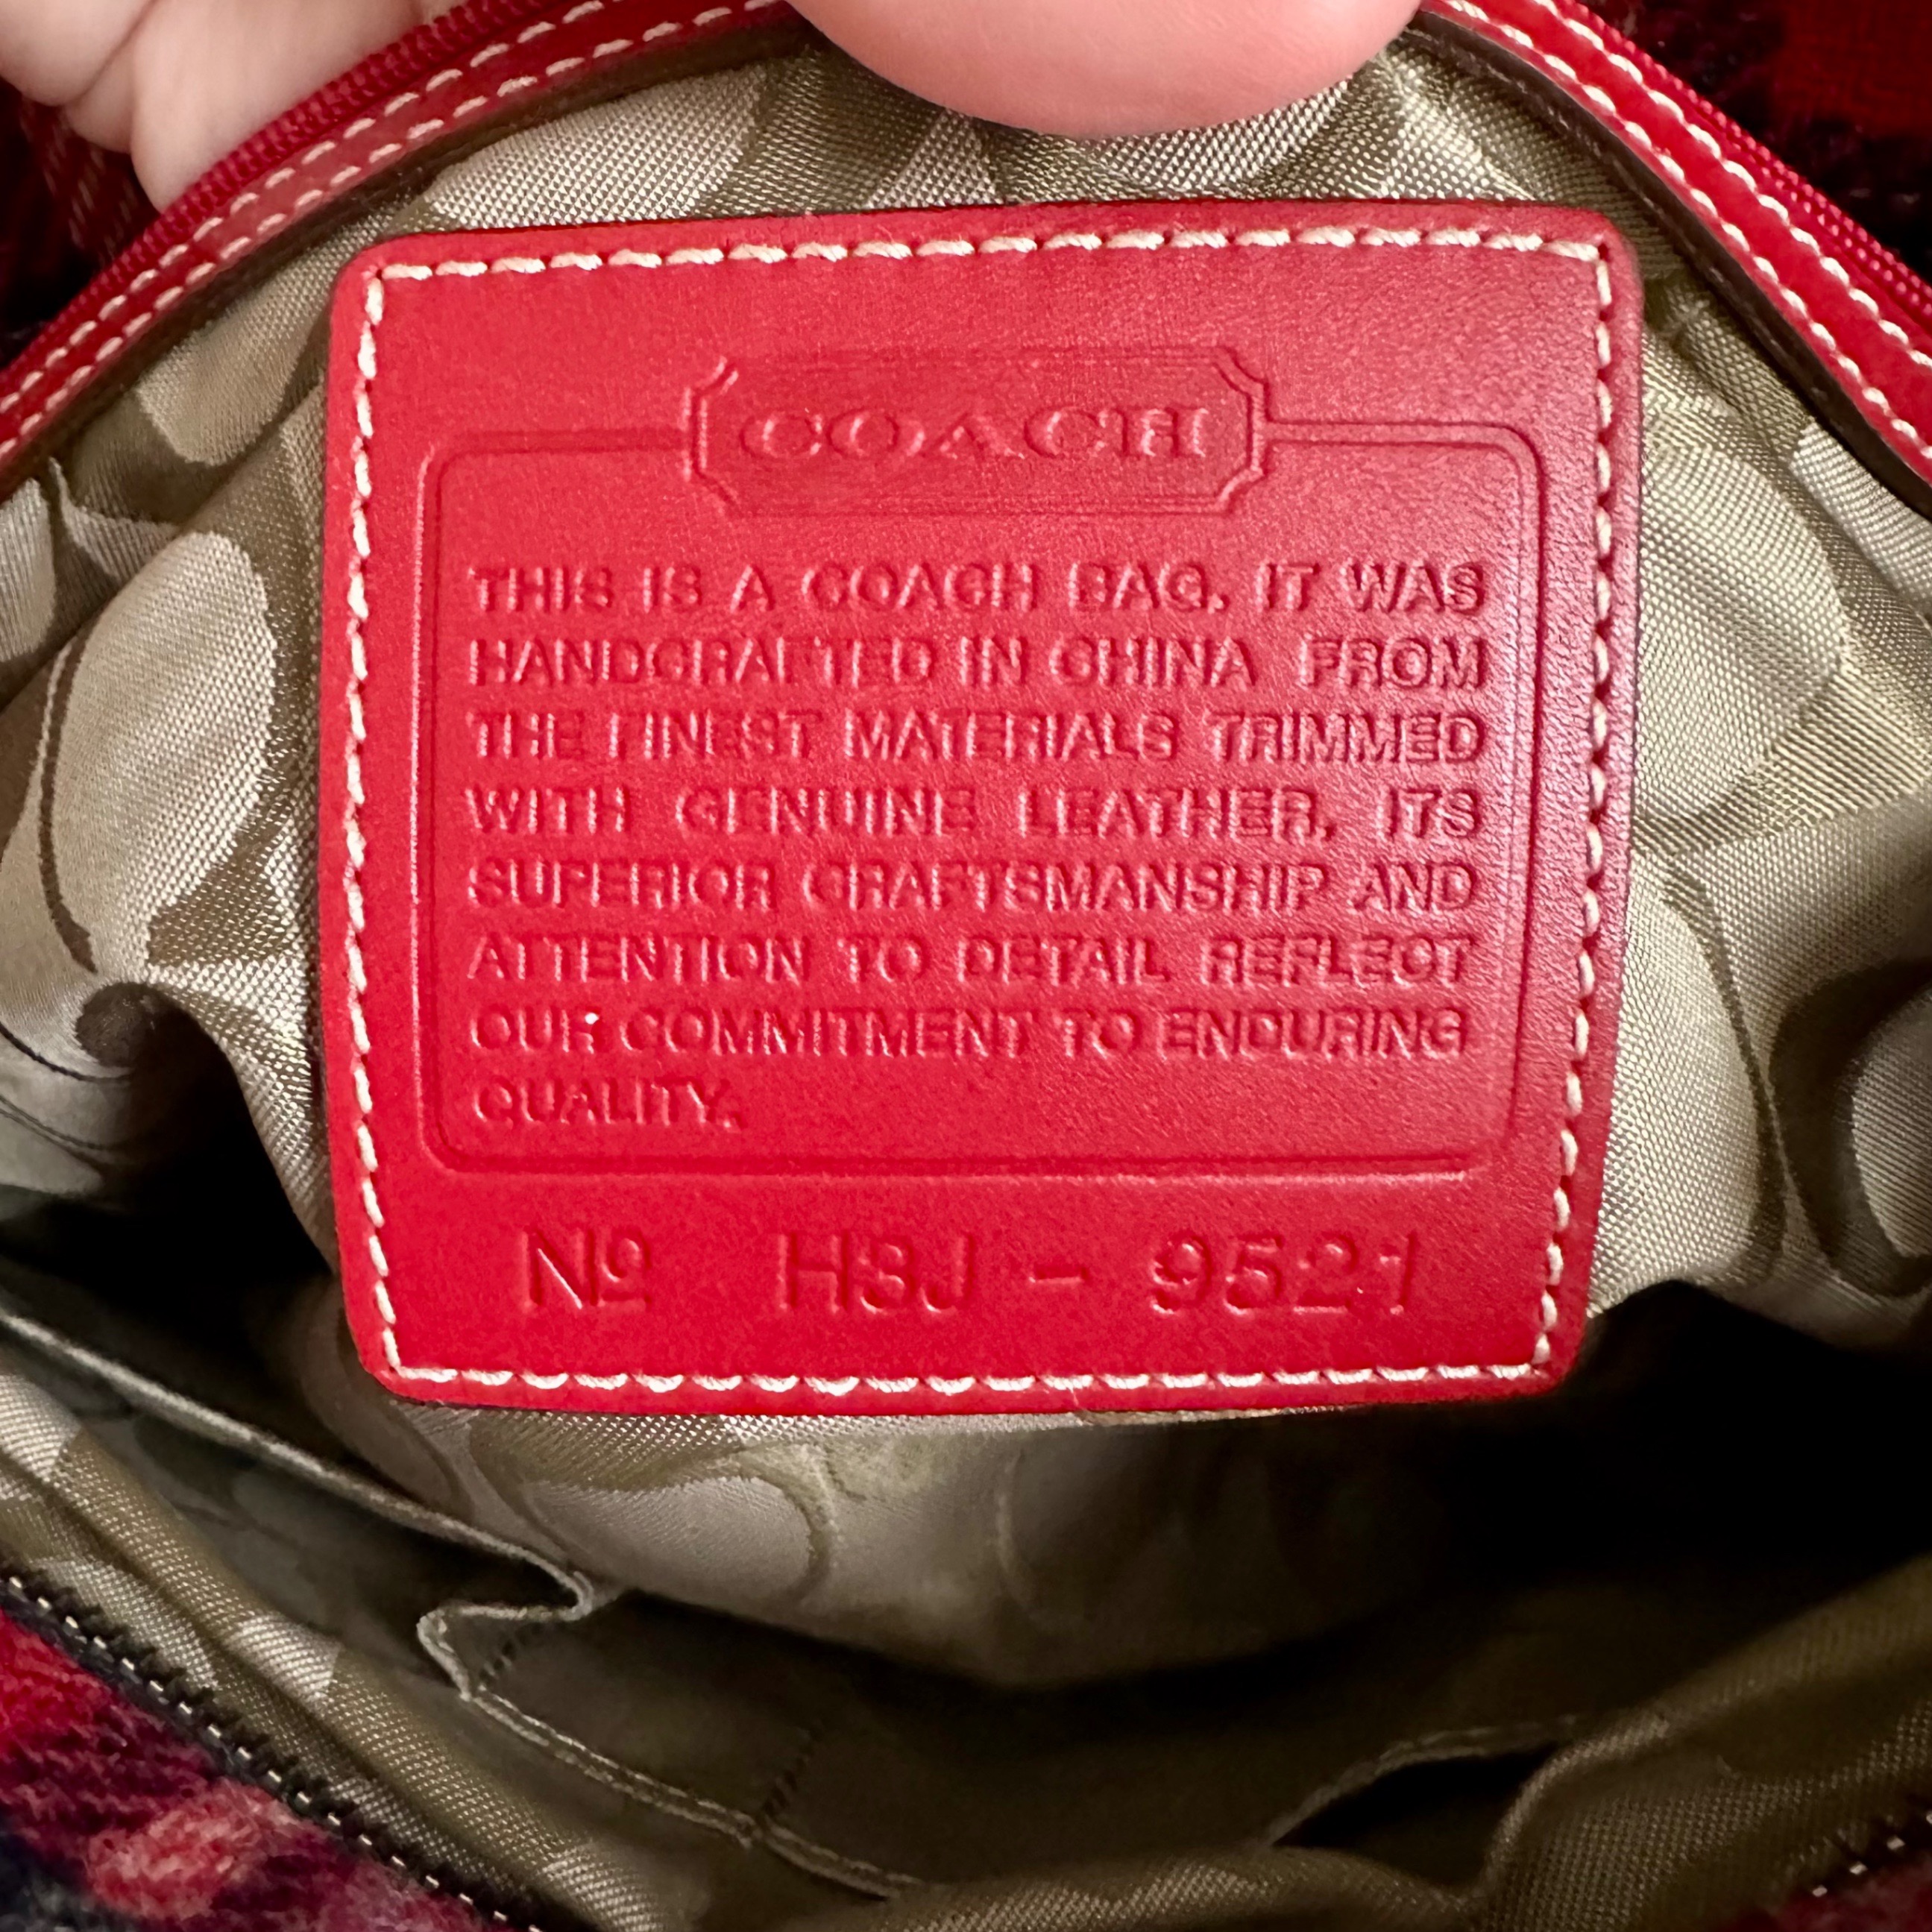 COACH
THIS IS A COACH BAG. IT WAS
HANDCRAFTED IN CHINA FROM
THE FINEST MATERIALS TRIMMED
WITH GENUINE LEATHER. ITS
SUPERIOR CRAFTSMANSHIP AND
ATTENTION TO DETAIL REFLECT
OUR COMMITMENT TO ENDURING
QUALITY.
Nº H3J - 9521